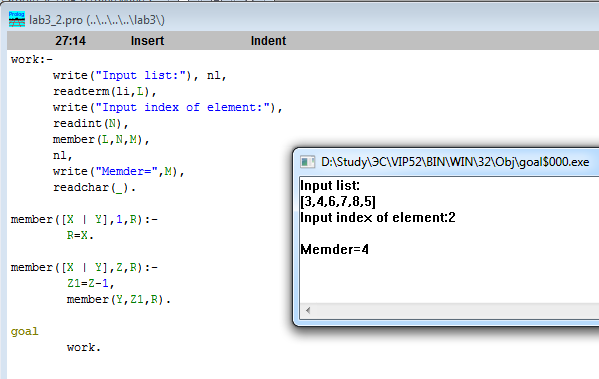 lab3_2.pro (..\..\..\..\lab3\)
27:14 Insert Indent
work:-
write("Input list:"), nl,
readterm(li,L),
write("Input index of element:"),
readint(N),
member(L,N,M),
nl,
write("Memder=",M),
readchar(_).
member([X | Y],1,R):-
R=X.
member([X | Y],Z,R):-
Z1=Z-1,
member(Y,Z1,R).
goal
work.
D:\Study\ЭС\VIP52\BIN\WIN\32\Obj\goal$000.exe
Input list:
[3,4,6,7,8,5]
Input index of element:2
Memder=4